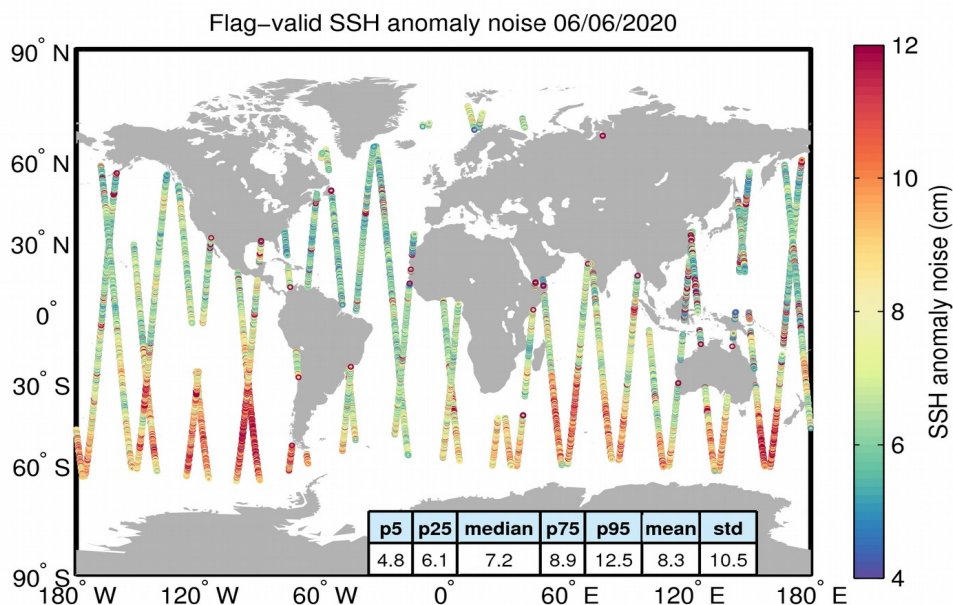 Flag−valid SSH anomaly noise 06/06/2020
90° N
60° N
30° N
0°
30° S
60° S
90° S
180° W
120° W
60° W
0°
60° E
120° E
180° E
12
10
8
6
4
SSH anomaly noise (cm)
p5 p25 median p75 p95 mean std
4.8 6.1 7.2 8.9 12.5 8.3 10.5